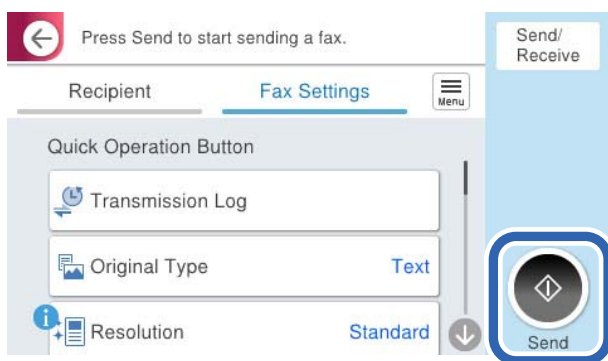 Press Send to start sending a fax.
Send/
Receive
Recipient
Fax Settings
Menu
Quick Operation Button
Transmission Log
Original Type
Text
i
Resolution
Standard
Send